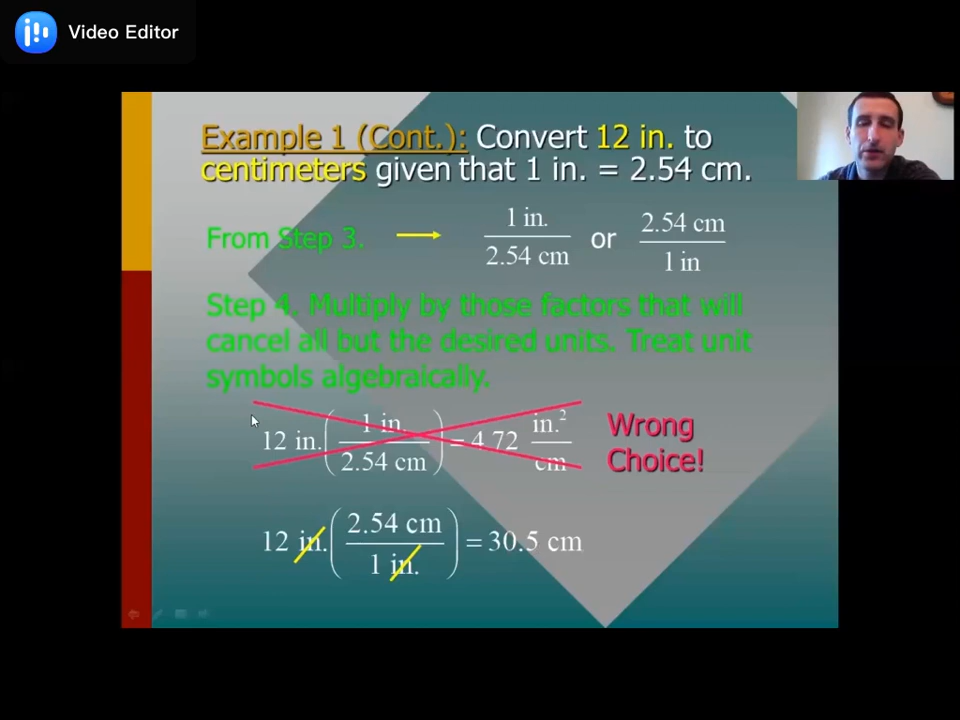 Video Editor
Example 1 (Cont.): Convert 12 in. to
centimeters given that 1 in. = 2.54 cm.
From Step 3. 1 in. / 2.54 cm or 2.54 cm / 1 in
Step 4. Multiply by those factors that will
cancel all but the desired units. Treat unit
symbols algebraically.
12 in. (1 in. / 2.54 cm) = 4.72 in.² / cm
Wrong
Choice!
12 in. (2.54 cm / 1 in.) = 30.5 cm